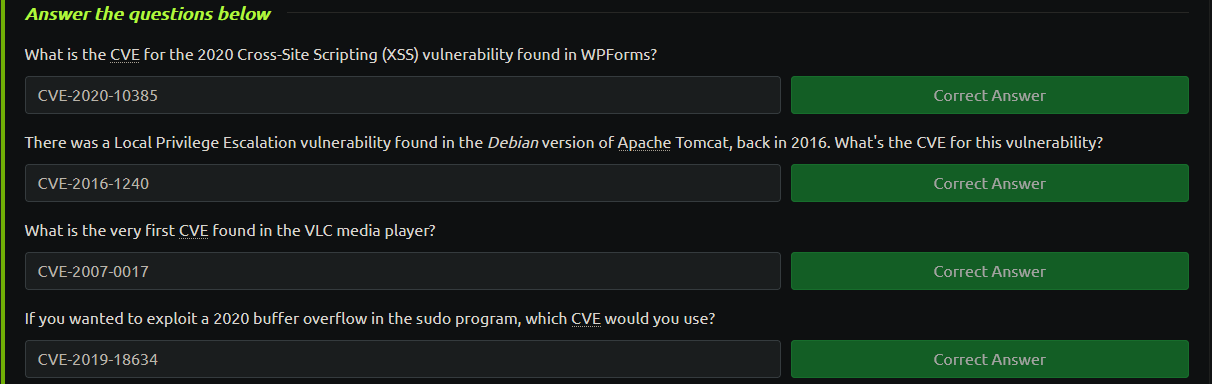 Answer the questions below
What is the CVE for the 2020 Cross-Site Scripting (XSS) vulnerability found in WPForms?
CVE-2020-10385
Correct Answer
There was a Local Privilege Escalation vulnerability found in the Debian version of Apache Tomcat, back in 2016. What's the CVE for this vulnerability?
CVE-2016-1240
Correct Answer
What is the very first CVE found in the VLC media player?
CVE-2007-0017
Correct Answer
If you wanted to exploit a 2020 buffer overflow in the sudo program, which CVE would you use?
CVE-2019-18634
Correct Answer